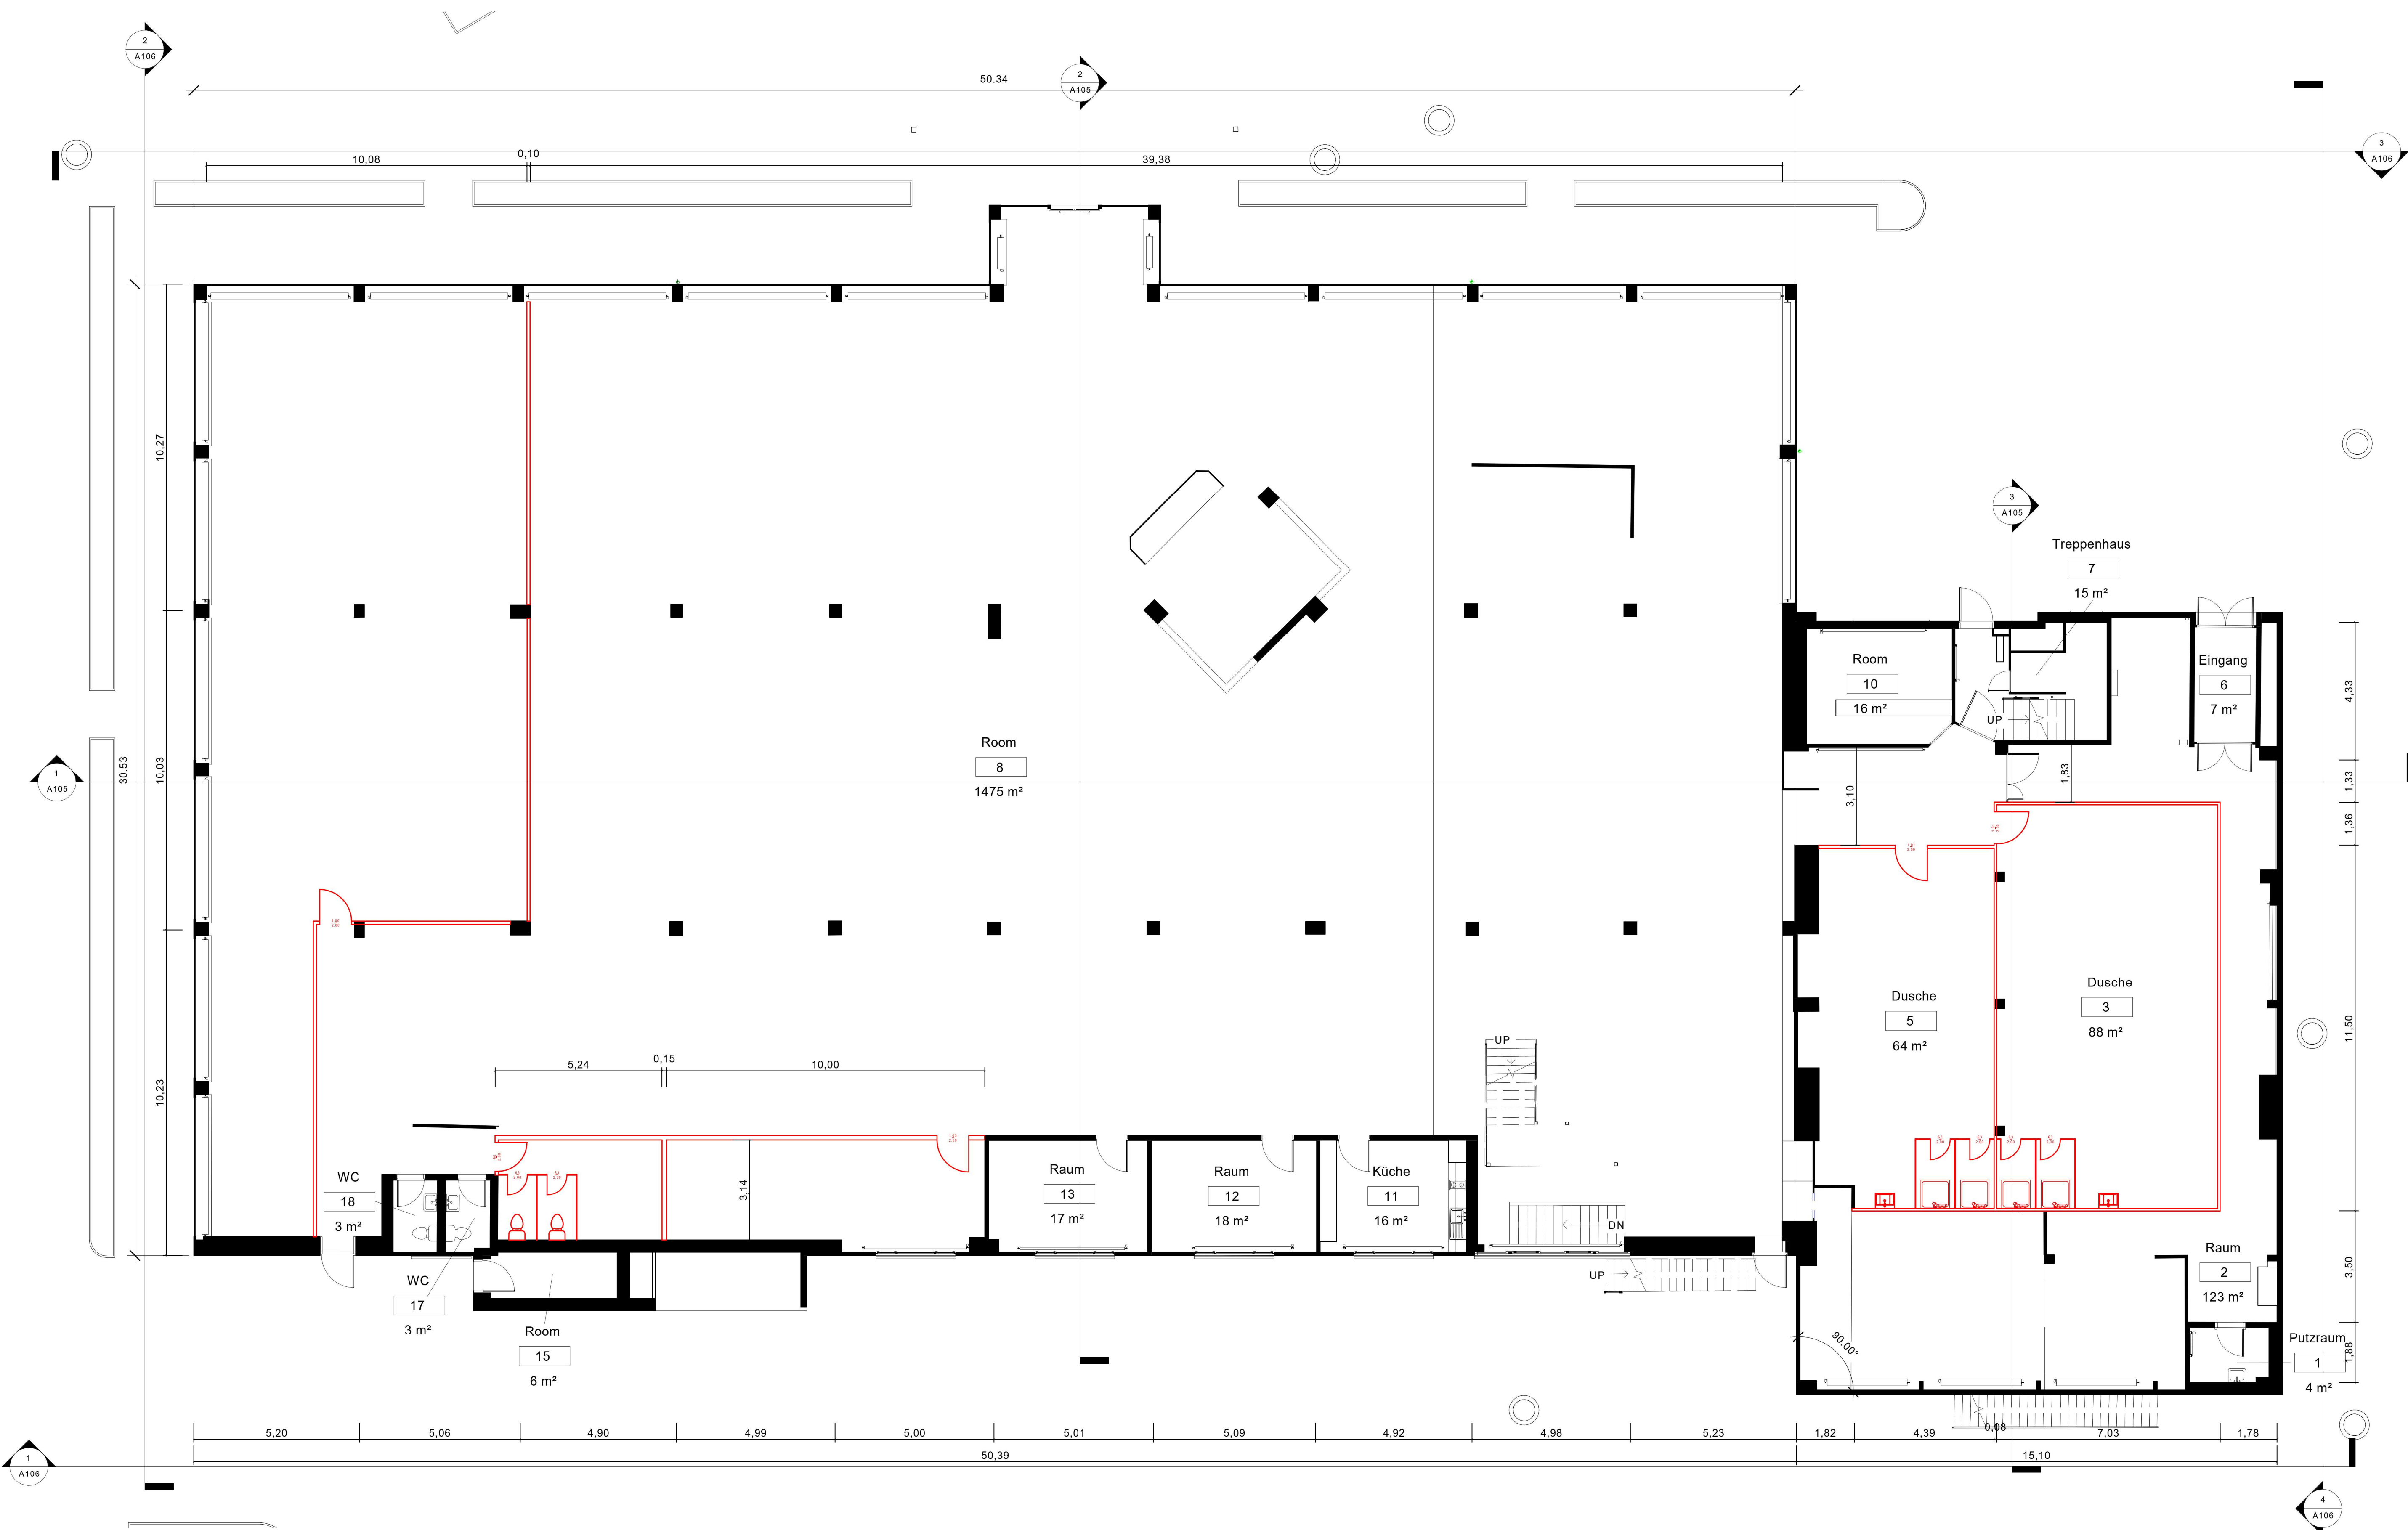 2
A106
50.34
2
A105
10,08
0,10
39,38
3
A106
10,27
3
A105
Treppenhaus
7
15 m²
Room
10
16 m²
Eingang
6
7 m²
4,33
UP
Room
8
1475 m²
30.53
10,03
1
A105
3,10
1,83
1,33
1,36
Dusche
5
64 m²
Dusche
3
88 m²
11,50
UP
5,24
0,15
10,00
10,23
3,14
WC
18
3 m²
Raum
13
17 m²
Raum
12
18 m²
Küche
11
16 m²
DN
UP
WC
17
3 m²
Room
15
6 m²
Raum
2
123 m²
3,50
90.00°
Putzraum
1
4 m²
1,88
5,20
5,06
4,90
4,99
5,00
5,01
5,09
4,92
4,98
5,23
1,82
4,39
0,08
7,03
1,78
50,39
15,10
1
A106
4
A106